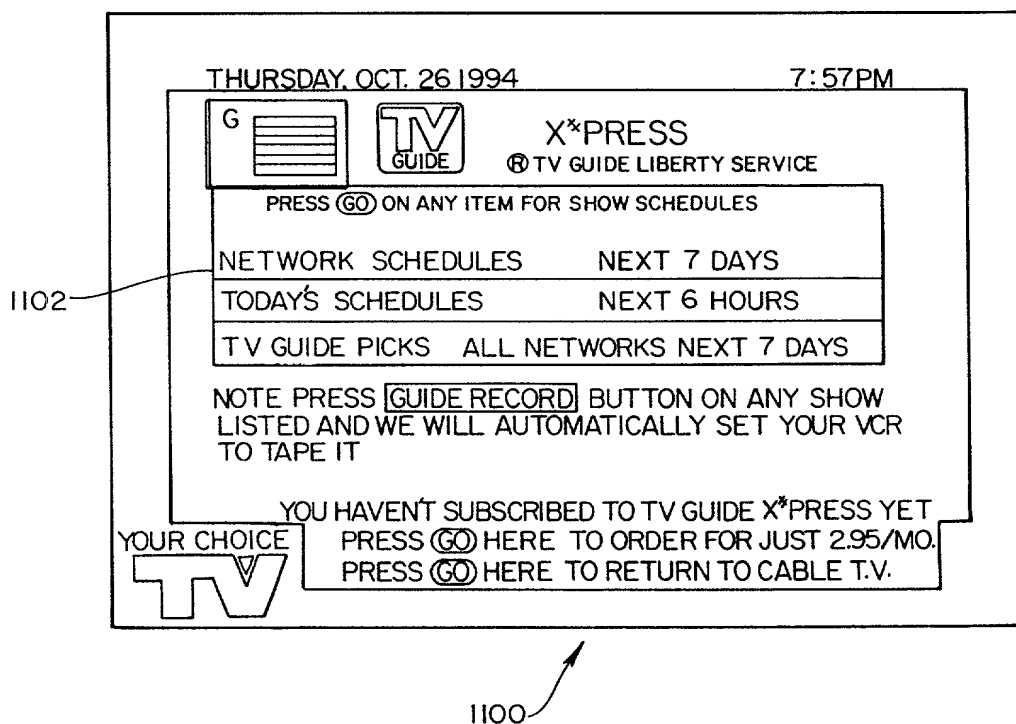 THURSDAY, OCT. 26 1994 7:57PM
G
TV
GUIDE
X*PRESS
® TV GUIDE LIBERTY SERVICE
PRESS GO ON ANY ITEM FOR SHOW SCHEDULES
NETWORK SCHEDULES NEXT 7 DAYS
1102
TODAY'S SCHEDULES NEXT 6 HOURS
TV GUIDE PICKS ALL NETWORKS NEXT 7 DAYS
NOTE PRESS GUIDE RECORD BUTTON ON ANY SHOW
LISTED AND WE WILL AUTOMATICALLY SET YOUR VCR
TO TAPE IT
YOU HAVEN'T SUBSCRIBED TO TV GUIDE X*PRESS YET
YOUR CHOICE
TV
PRESS GO HERE TO ORDER FOR JUST 2.95/MO.
PRESS GO HERE TO RETURN TO CABLE T.V.
1100